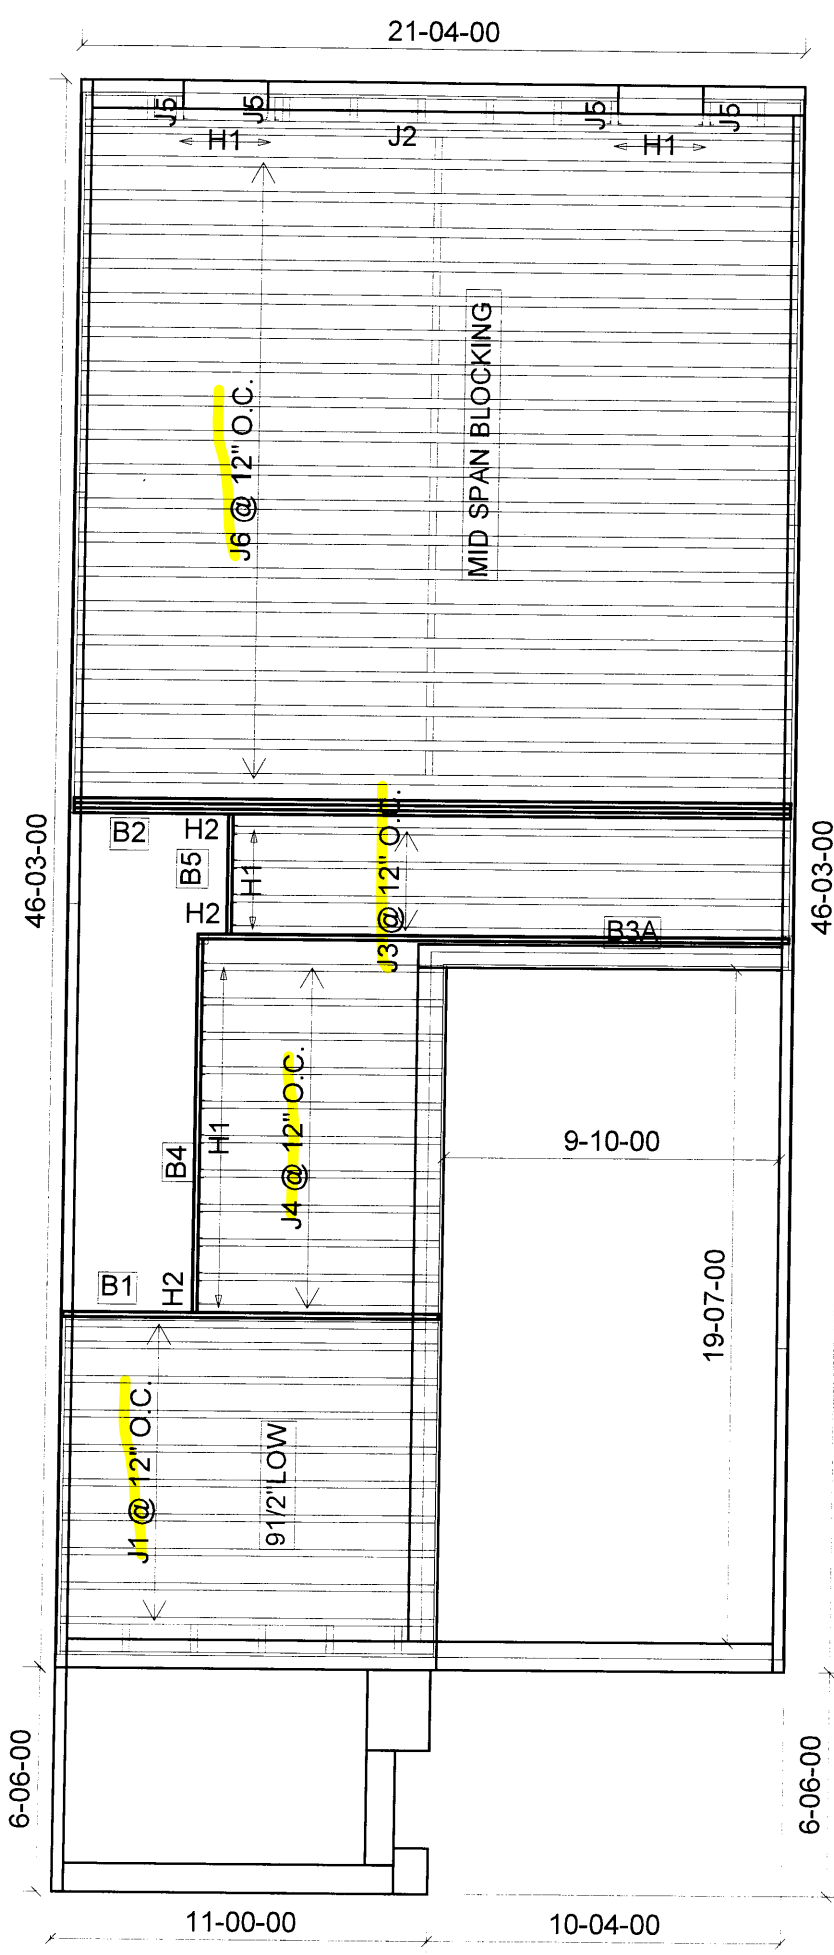 21-04-00
J5
J5
J5
J5
H1
J2
H1
J6 @ 12" O.C.
MID SPAN BLOCKING
46-03-00
46-03-00
B2
H2
B5
H1
H2
J3 @ 12" O.C.
B3A
J4 @ 12" O.C.
H1
B4
9-10-00
19-07-00
B1
H2
J1 @ 12" O.C.
91/2"LOW
6-06-00
6-06-00
11-00-00
10-04-00